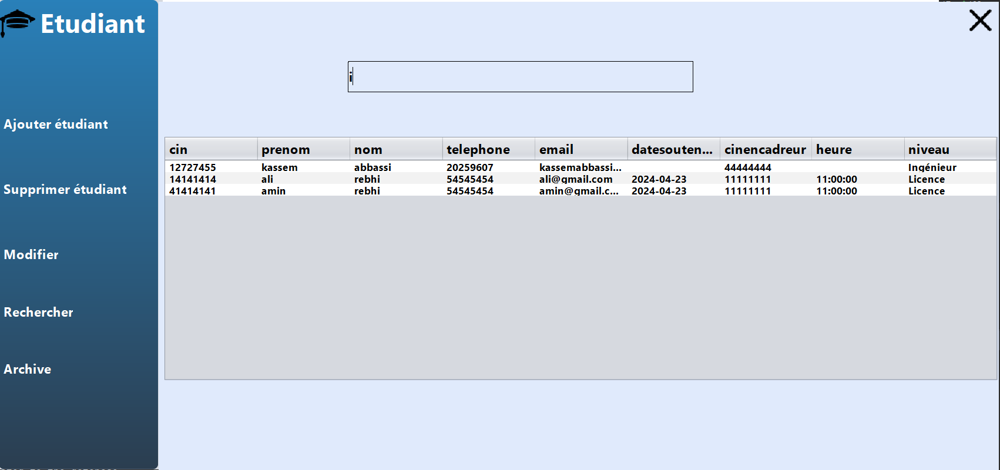 Etudiant
Ajouter étudiant
Supprimer étudiant
Modifier
Rechercher
Archive
i
cin prenom nom telephone email datesouten... cinencadreur heure niveau
12727455 kassem abbassi 20259607 kassemabbassi... 44444444 Ingénieur
14141414 ali rebhi 54545454 ali@gmail.com 2024-04-23 11111111 11:00:00 Licence
41414141 amin rebhi 54545454 amin@gmail.c... 2024-04-23 11111111 11:00:00 Licence